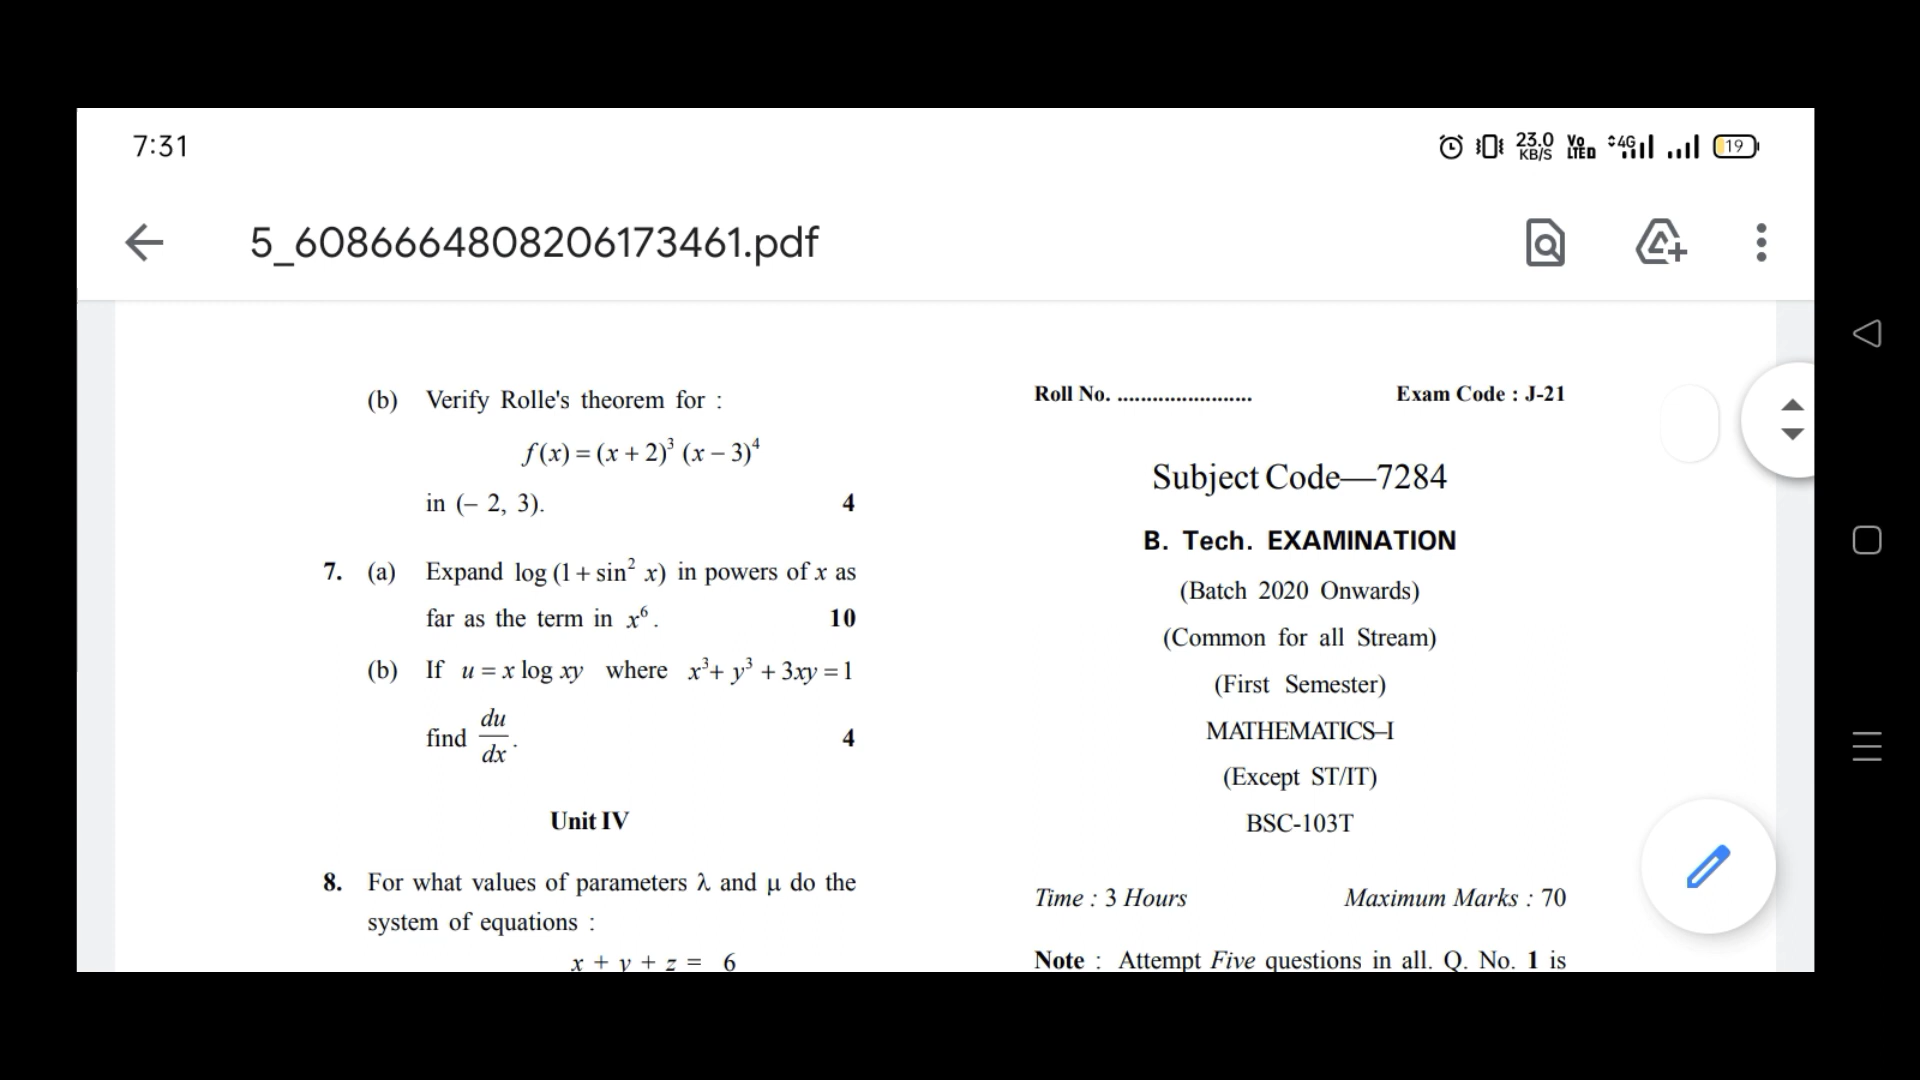 7:31
23.0
KB/S
Vo
LTED
4G
19
5_6086664808206173461.pdf
(b) Verify Rolle's theorem for :
f(x) = (x + 2)³ (x – 3)⁴
in (– 2, 3). 4
7. (a) Expand log (1 + sin² x) in powers of x as
far as the term in x⁶. 10
(b) If u = x log xy where x³ + y³ + 3xy = 1
find du/dx. 4
Unit IV
8. For what values of parameters λ and μ do the
system of equations :
x + y + z = 6
Roll No. ....................... Exam Code : J-21
Subject Code—7284
B. Tech. EXAMINATION
(Batch 2020 Onwards)
(Common for all Stream)
(First Semester)
MATHEMATICS–I
(Except ST/IT)
BSC-103T
Time : 3 Hours Maximum Marks : 70
Note : Attempt Five questions in all. Q. No. 1 is